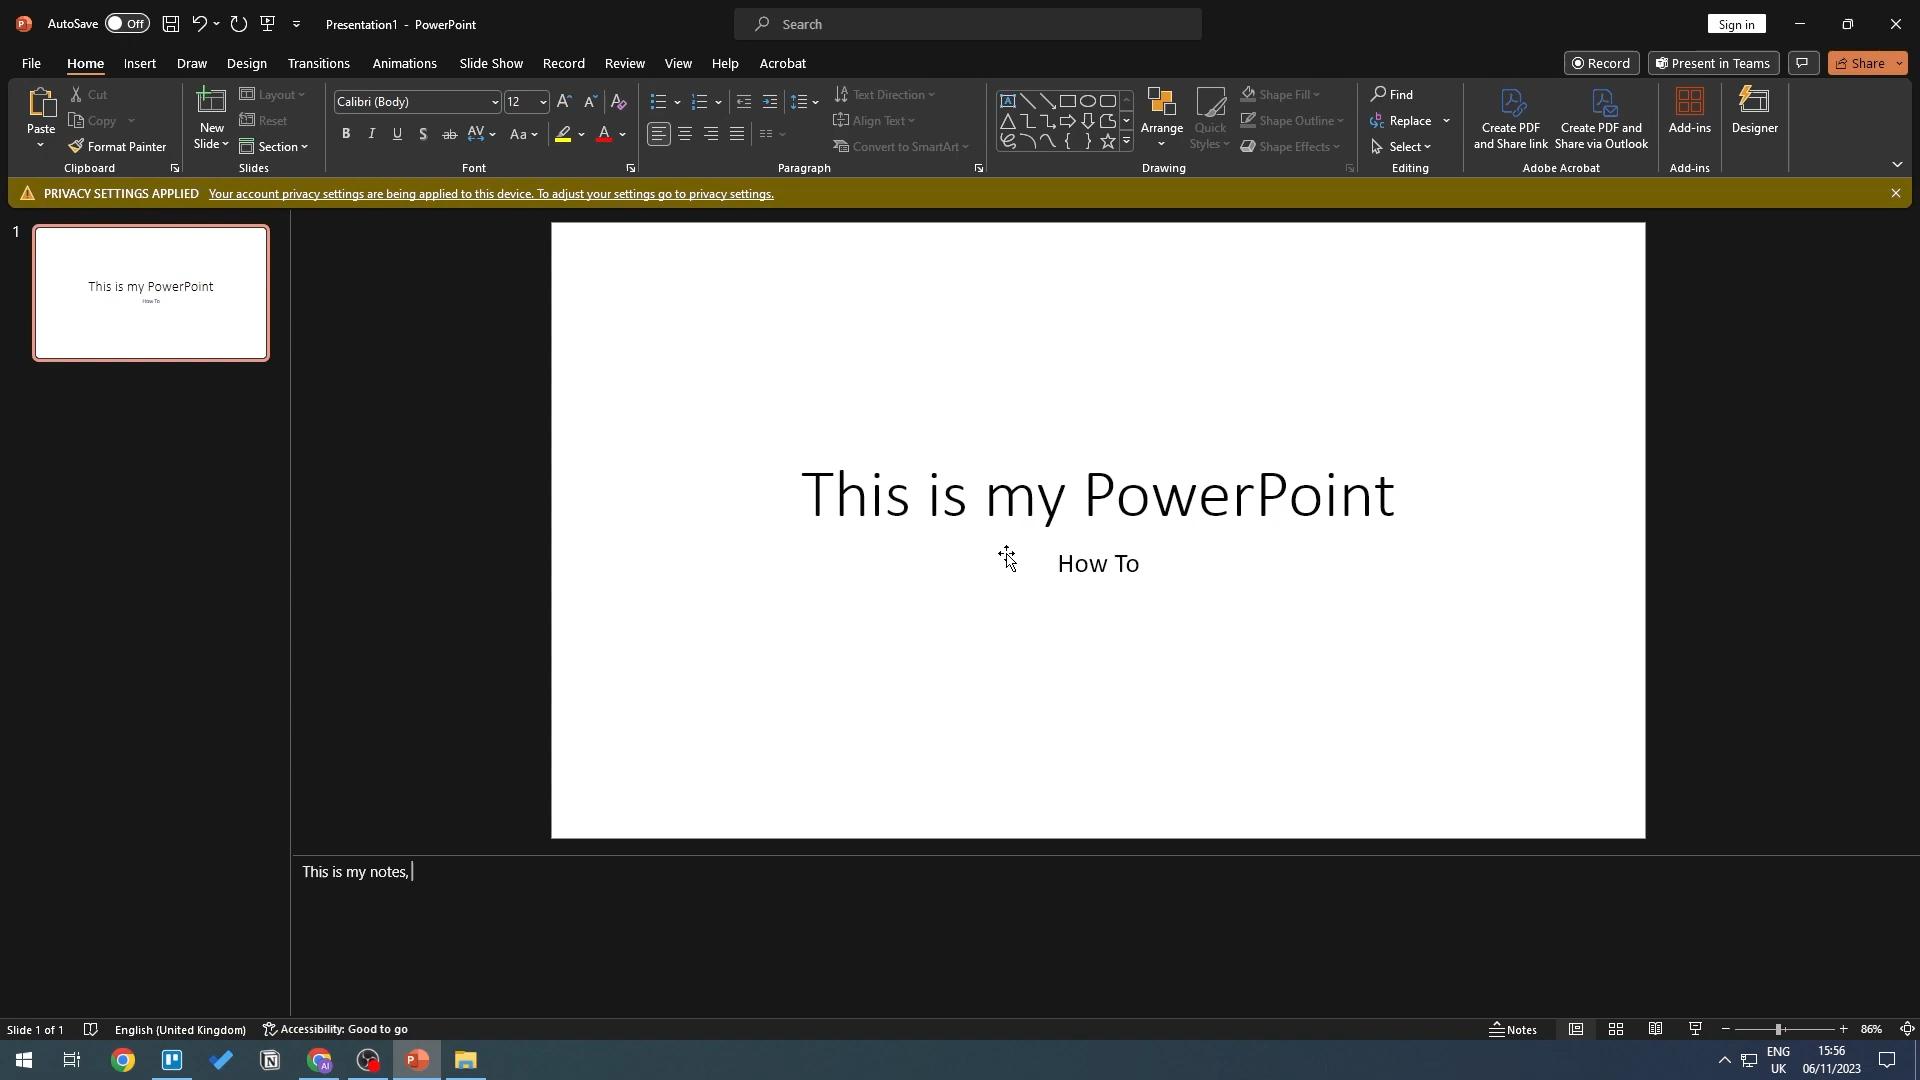 AutoSave Off Presentation1 - PowerPoint Search Sign in
File Home Insert Draw Design Transitions Animations Slide Show Record Review View Help Acrobat Record Present in Teams Share
Paste Cut Copy Format Painter Clipboard
New Slide Layout Reset Section Slides
Calibri (Body) 12 Font
Paragraph Text Direction Align Text Convert to SmartArt
Arrange Quick Styles Shape Fill Shape Outline Shape Effects Drawing
Find Replace Select Editing
Create PDF and Share link Create PDF and Share via Outlook Adobe Acrobat
Add-ins Add-ins
Designer
PRIVACY SETTINGS APPLIED Your account privacy settings are being applied to this device. To adjust your settings go to privacy settings.
1
This is my PowerPoint
How To
This is my PowerPoint
How To
This is my notes,
Slide 1 of 1 English (United Kingdom) Accessibility: Good to go Notes 86%
AI
ENG
UK
15:56
06/11/2023